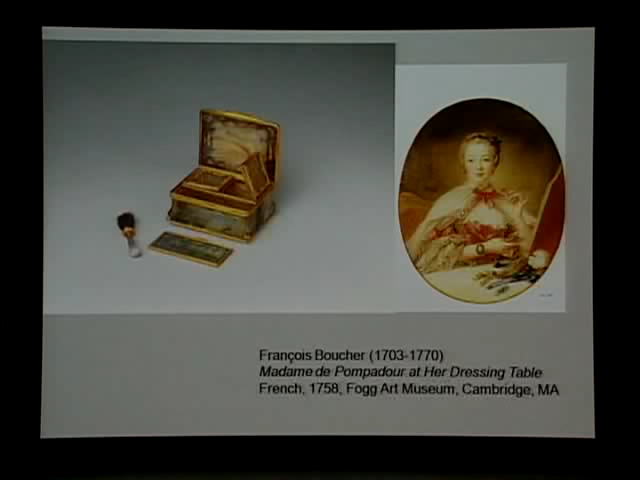 François Boucher (1703-1770)
Madame de Pompadour at Her Dressing Table
French, 1758, Fogg Art Museum, Cambridge, MA